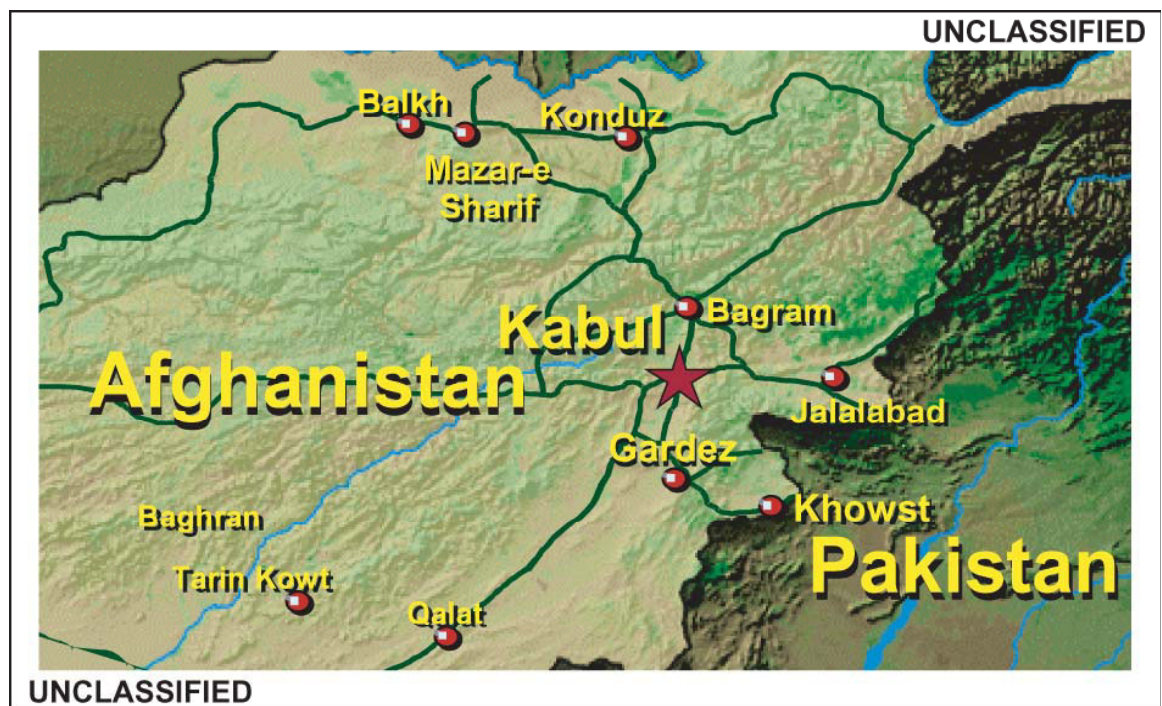 UNCLASSIFIED
Balkh
Konduz
Mazar-e
Sharif
Kabul
Bagram
Afghanistan
Jalalabad
Gardez
Baghran
Khowst
Pakistan
Tarin Kowt
Qalat
UNCLASSIFIED